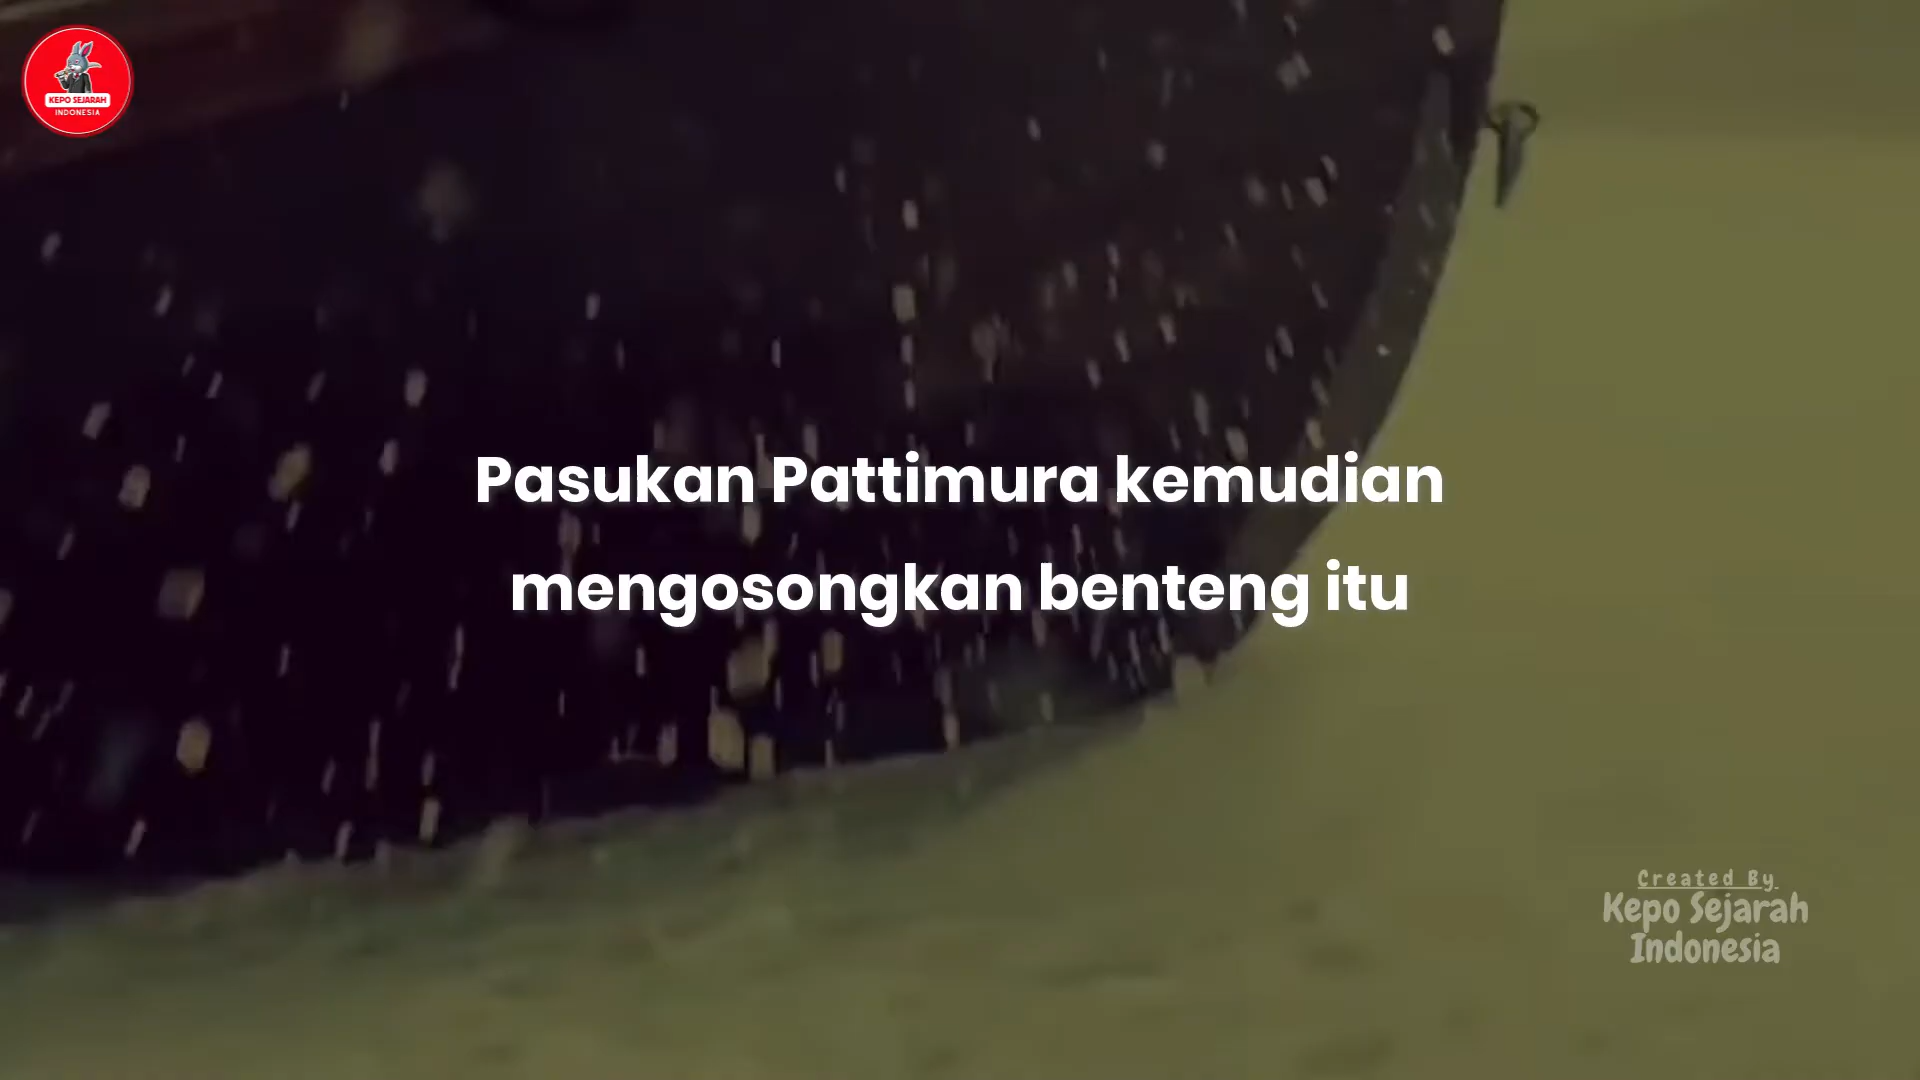 KEPO SEJARAH
INDONESIA
Pasukan Pattimura kemudian
mengosongkan benteng itu
Created By
Kepo Sejarah
Indonesia